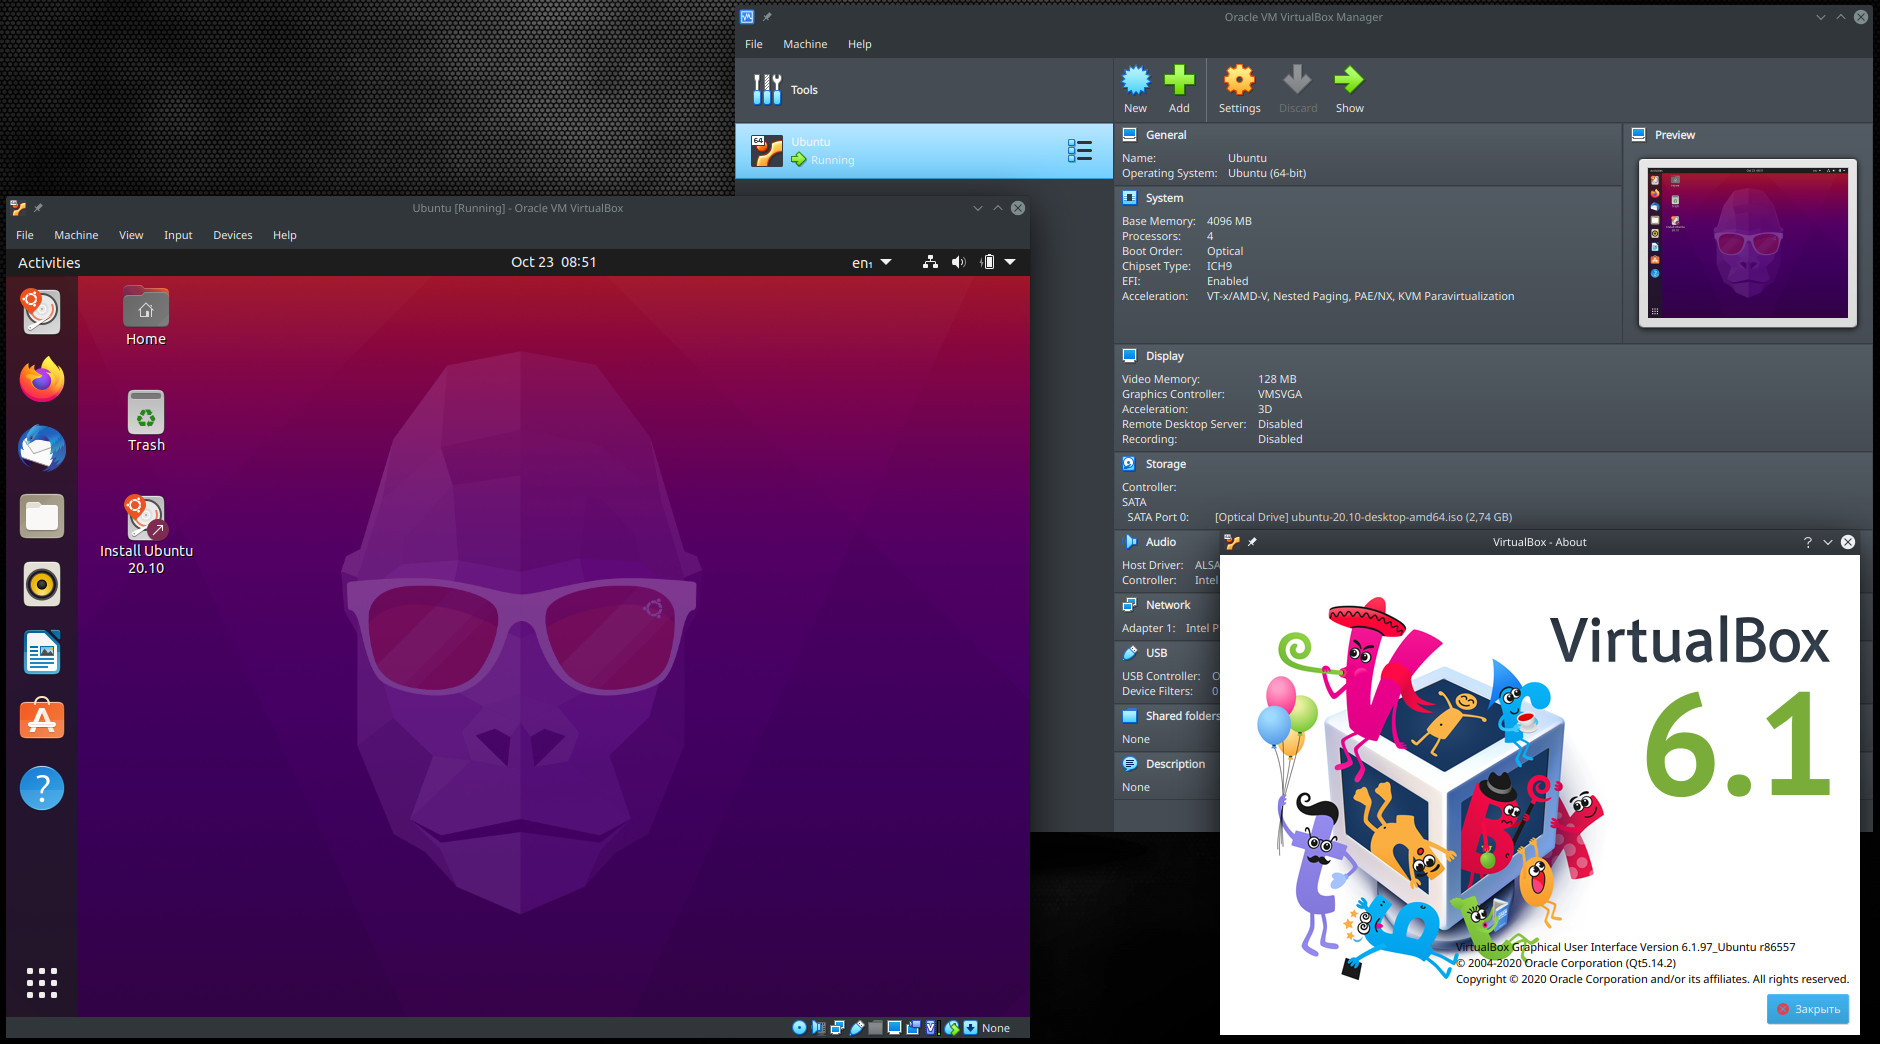 Oracle VM VirtualBox Manager
File Machine Help
Tools
New Add Settings Discard Show
64
Ubuntu
Running
General
Name: Ubuntu
Operating System: Ubuntu (64-bit)
Preview
System
Base Memory: 4096 MB
Processors: 4
Boot Order: Optical
Chipset Type: ICH9
EFI: Enabled
Acceleration: VT-x/AMD-V, Nested Paging, PAE/NX, KVM Paravirtualization
Display
Video Memory: 128 MB
Graphics Controller: VMSVGA
Acceleration: 3D
Remote Desktop Server: Disabled
Recording: Disabled
Storage
Controller:
SATA
SATA Port 0: [Optical Drive] ubuntu-20.10-desktop-amd64.iso (2,74 GB)
Audio
Host Driver: ALSA
Controller: Intel
Network
Adapter 1: Intel P
USB
USB Controller: O
Device Filters: 0
Shared folders
None
Description
None
Ubuntu [Running] - Oracle VM VirtualBox
File Machine View Input Devices Help
Activities
Oct 23 08:51
en₁
Home
Trash
Install Ubuntu
20.10
None
VirtualBox - About
VirtualBox
6.1
VirtualBox Graphical User Interface Version 6.1.97_Ubuntu r86557
© 2004-2020 Oracle Corporation (Qt5.14.2)
Copyright © 2020 Oracle Corporation and/or its affiliates. All rights reserved.
Закрыть